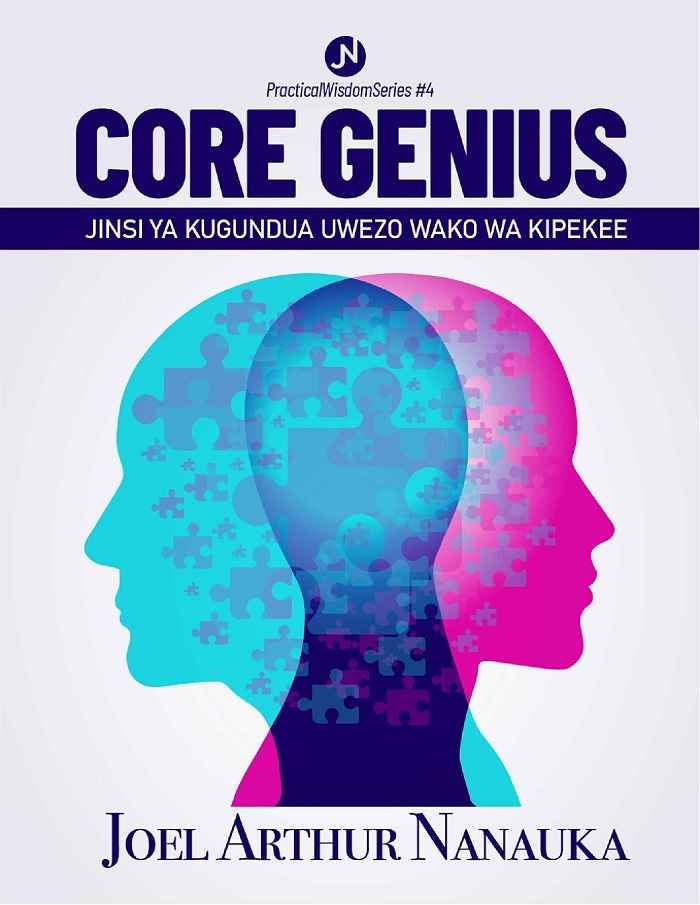 JN
PracticalWisdomSeries #4
CORE GENIUS
JINSI YA KUGUNDUA UWEZO WAKO WA KIPEKEE
JOEL ARTHUR NANAUKA